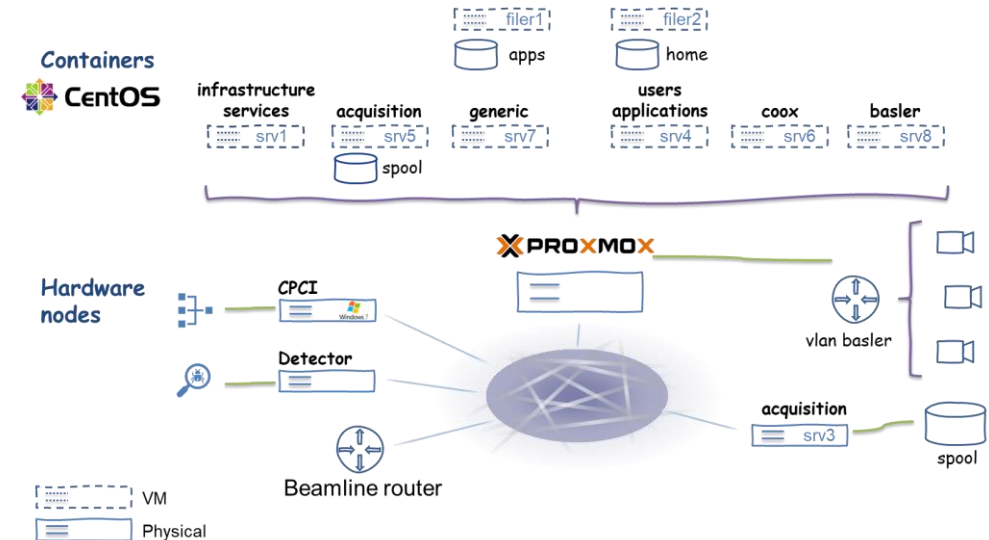 filer1
filer2
apps
home
Containers
CentOS
infrastructure
services
acquisition
generic
users
applications
coox
basler
srv1
srv5
srv7
srv4
srv6
srv8
spool
PROXMOX
Hardware
nodes
CPCI
Windows 7
vlan basler
Detector
acquisition
srv3
spool
Beamline router
VM
Physical